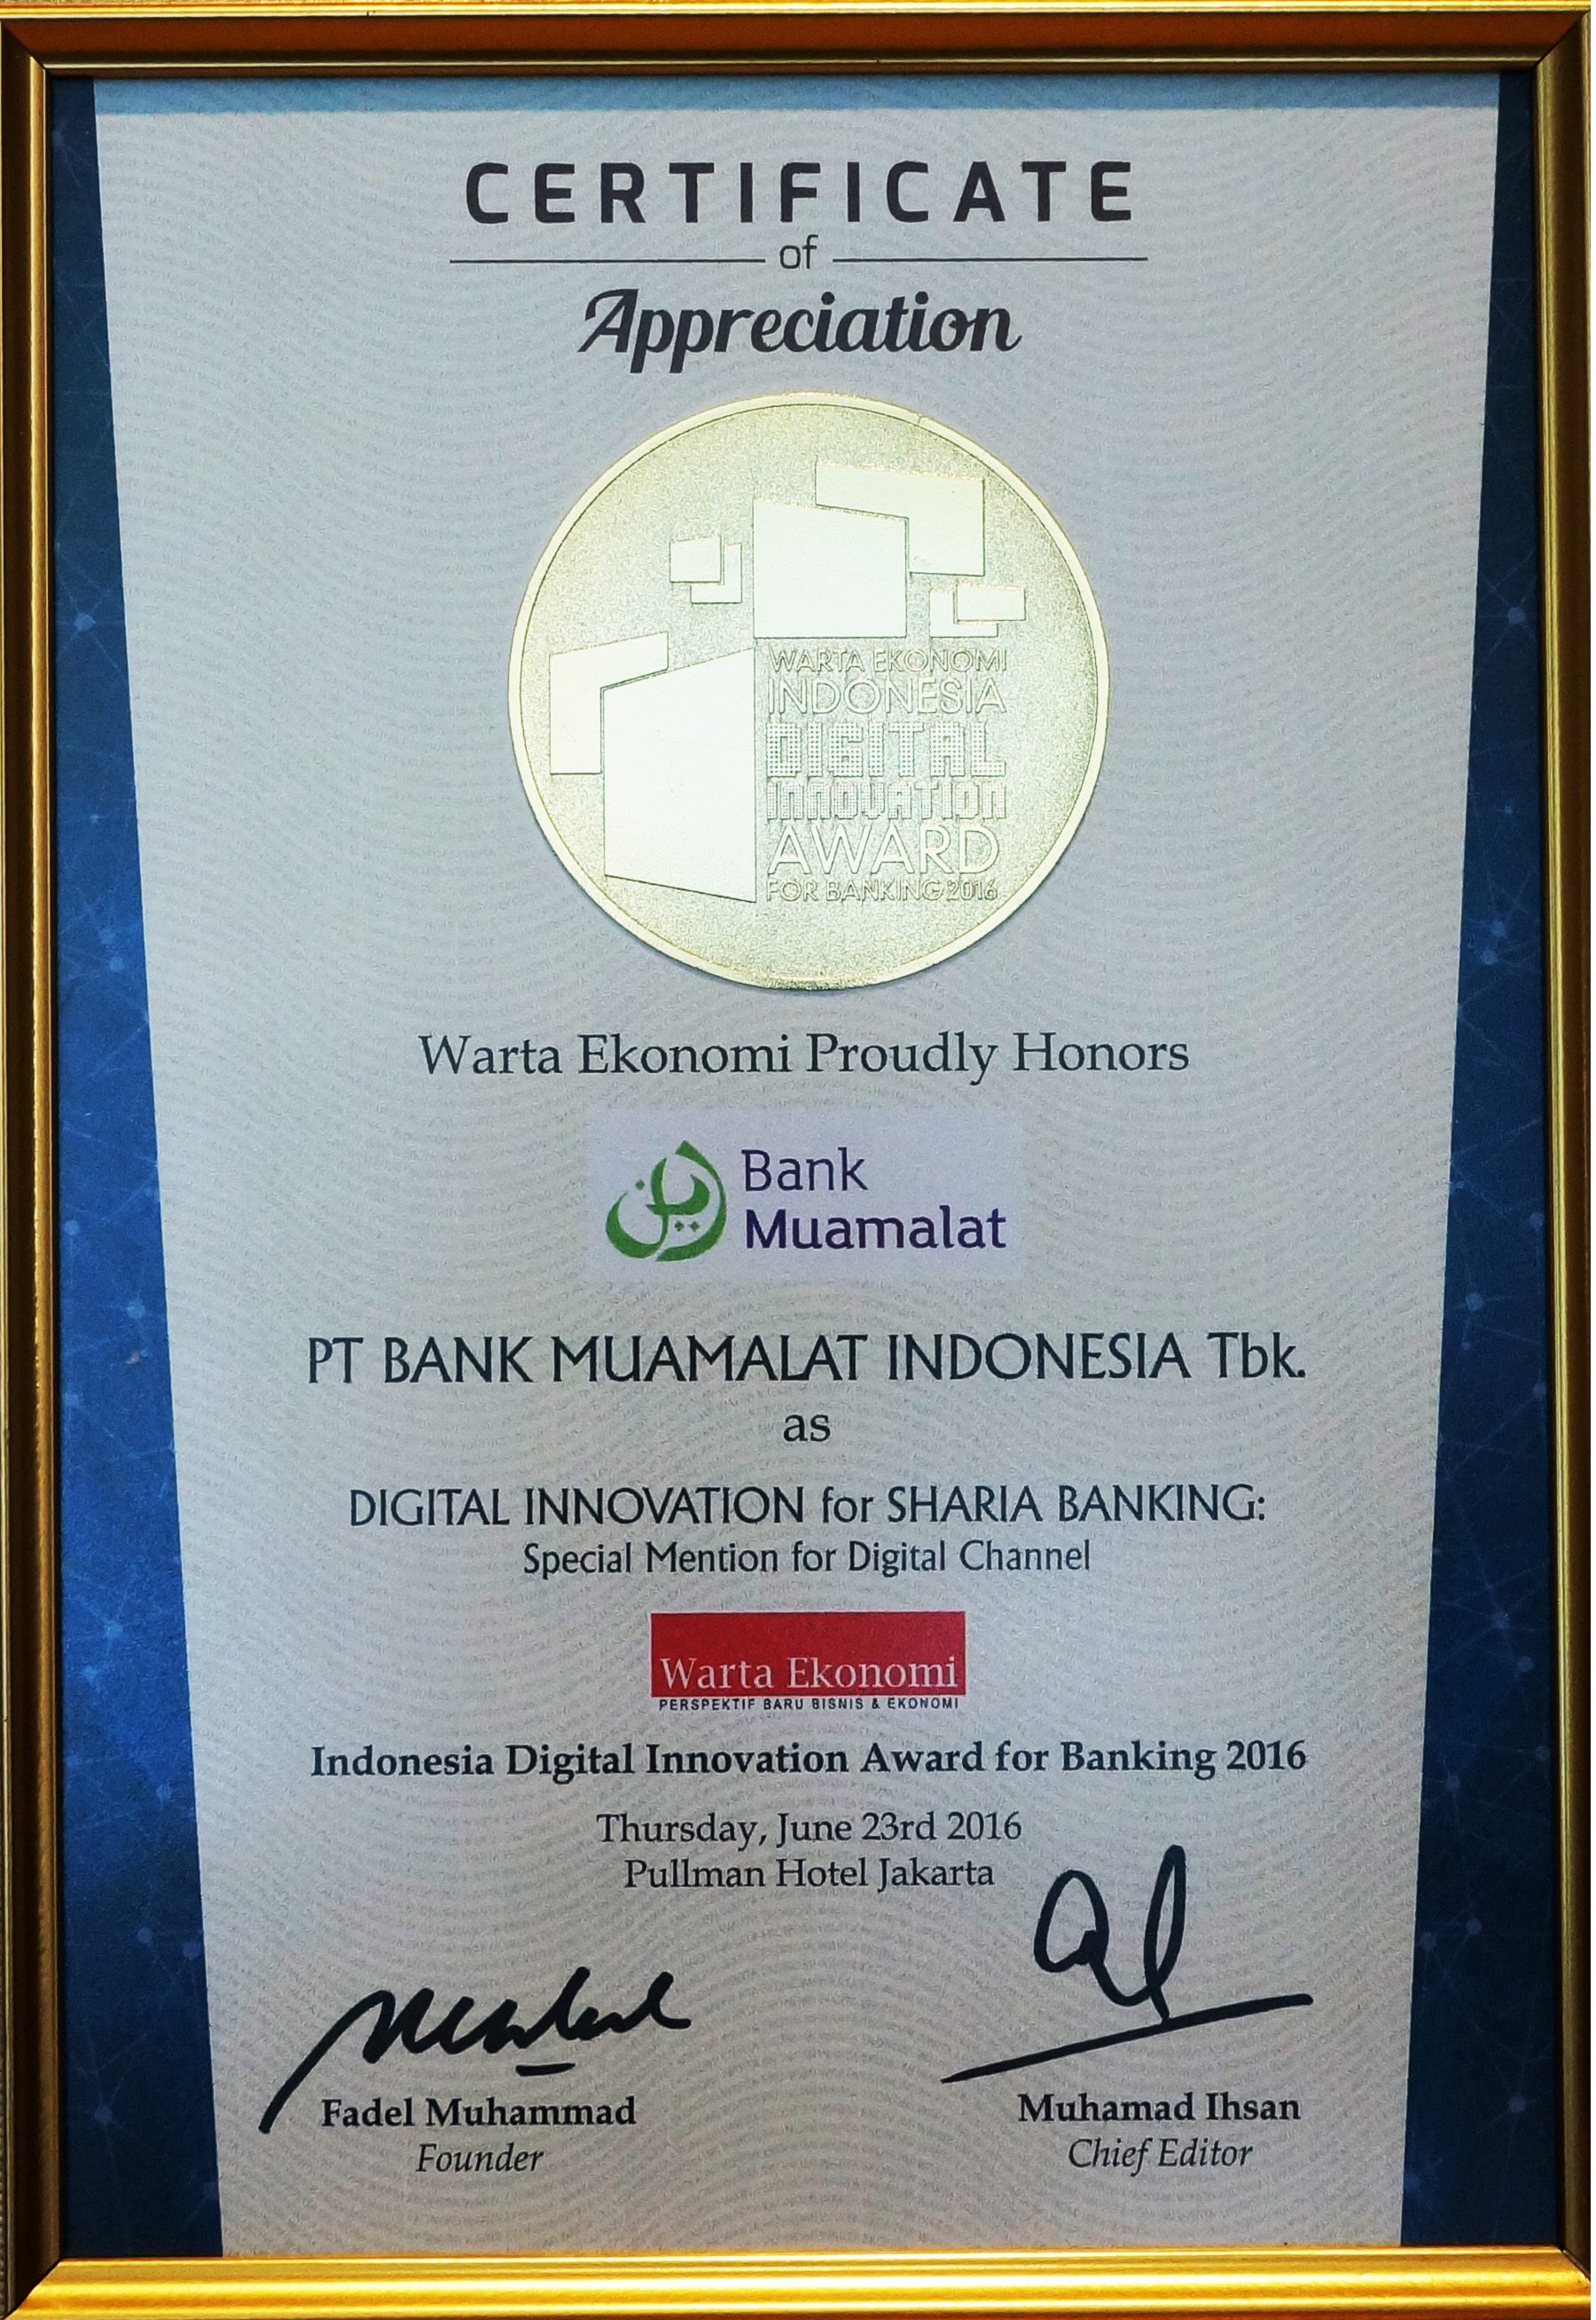 CERTIFICATE
of
Appreciation
WARTA EKONOMI
INDONESIA
DIGITAL
INNOVATION
AWARD
FOR BANKING 2016
Warta Ekonomi Proudly Honors
Bank
Muamalat
PT BANK MUAMALAT INDONESIA Tbk.
as
DIGITAL INNOVATION for SHARIA BANKING:
Special Mention for Digital Channel
Warta Ekonomi
PERSPEKTIF BARU BISNIS & EKONOMI
Indonesia Digital Innovation Award for Banking 2016
Thursday, June 23rd 2016
Pullman Hotel Jakarta
Fadel Muhammad
Founder
Muhamad Ihsan
Chief Editor